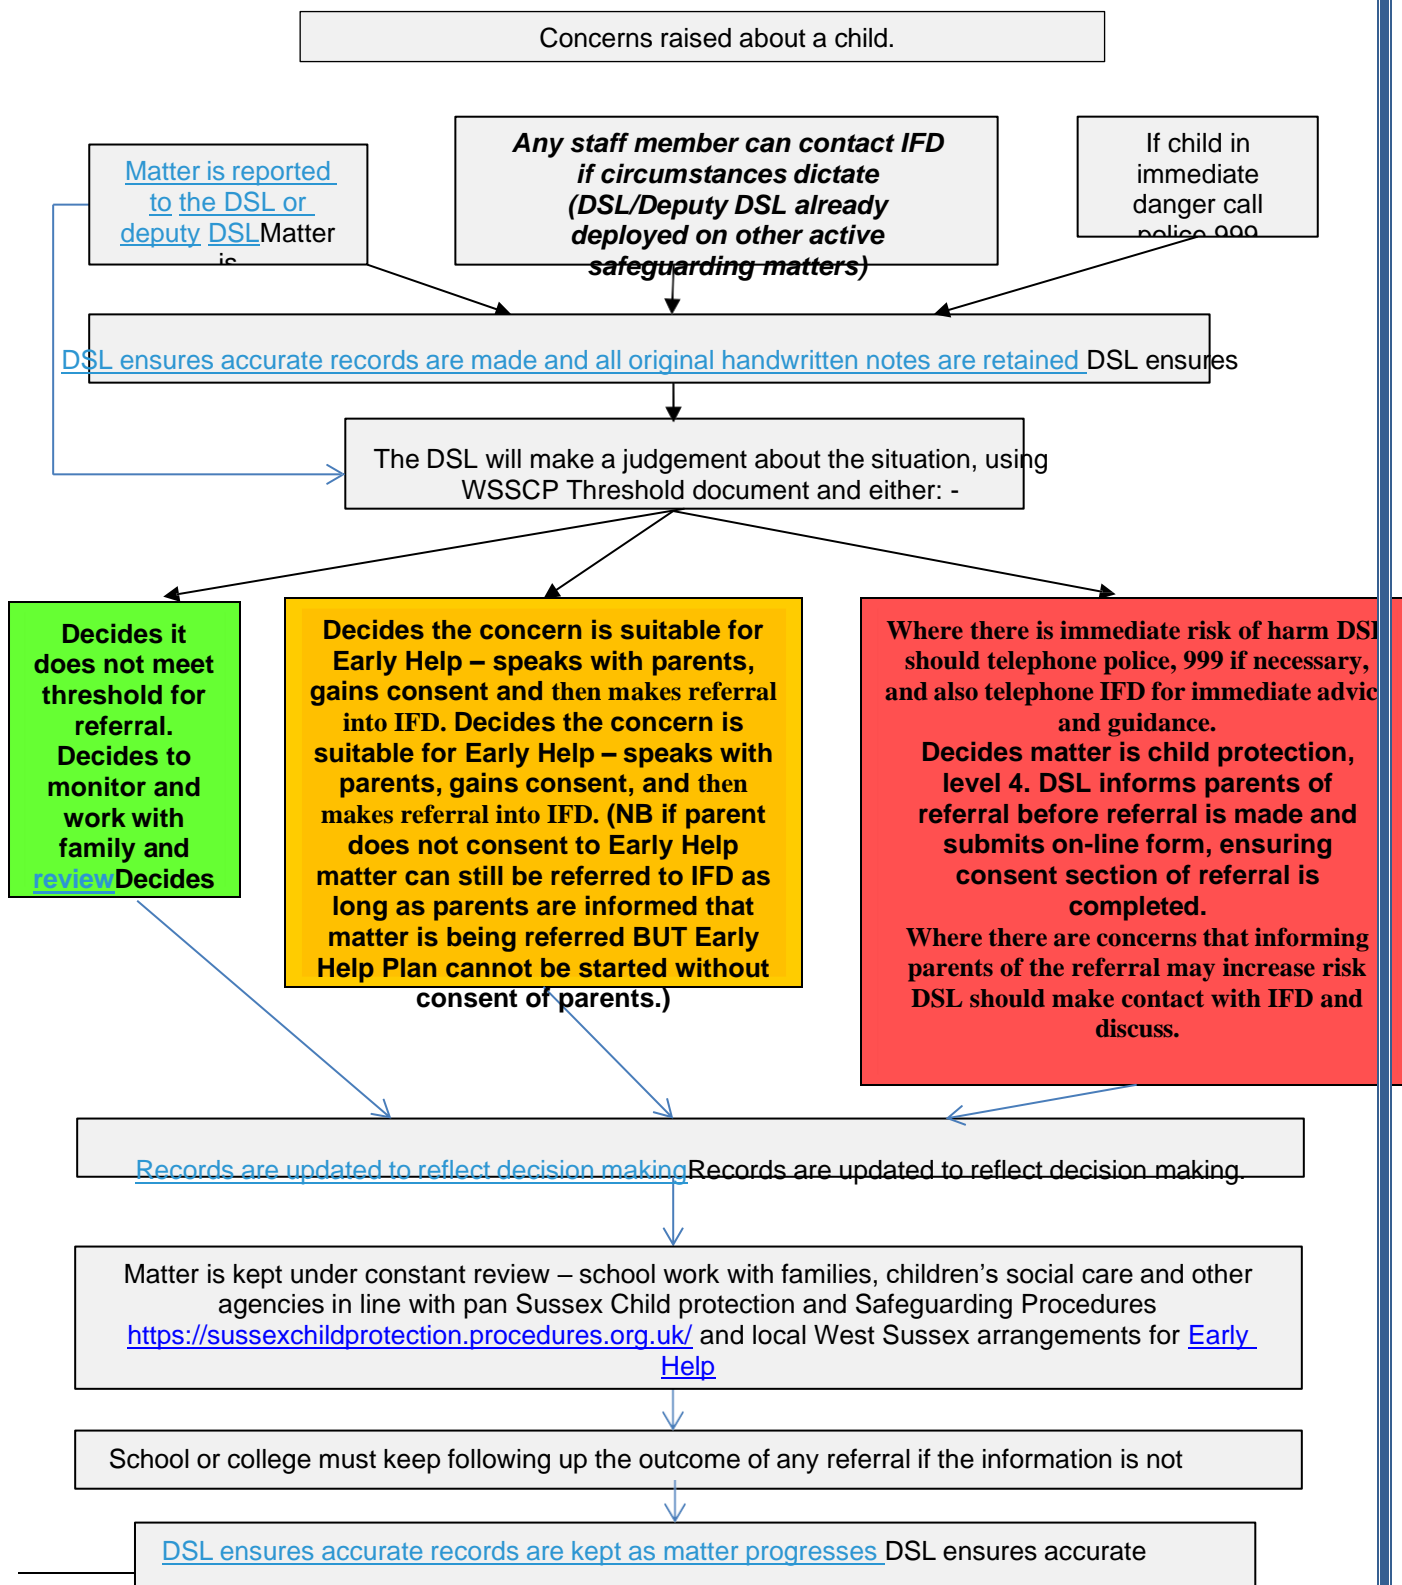 Concerns raised about a child.
Matter is reported
to the DSL or
deputy DSLMatter
is
Any staff member can contact IFD
if circumstances dictate
(DSL/Deputy DSL already
deployed on other active
safeguarding matters)
If child in
immediate
danger call
police 999
DSL ensures accurate records are made and all original handwritten notes are retained DSL ensures
The DSL will make a judgement about the situation, using
WSSCP Threshold document and either: -
Decides it
does not meet
threshold for
referral.
Decides to
monitor and
work with
family and
reviewDecides
Decides the concern is suitable for
Early Help – speaks with parents,
gains consent and then makes referral
into IFD. Decides the concern is
suitable for Early Help – speaks with
parents, gains consent, and then
makes referral into IFD. (NB if parent
does not consent to Early Help
matter can still be referred to IFD as
long as parents are informed that
matter is being referred BUT Early
Help Plan cannot be started without
consent of parents.)
Where there is immediate risk of harm DSL
should telephone police, 999 if necessary,
and also telephone IFD for immediate advic
and guidance.
Decides matter is child protection,
level 4. DSL informs parents of
referral before referral is made and
submits on-line form, ensuring
consent section of referral is
completed.
Where there are concerns that informing
parents of the referral may increase risk
DSL should make contact with IFD and
discuss.
Records are updated to reflect decision makingRecords are updated to reflect decision making.
Matter is kept under constant review – school work with families, children’s social care and other
agencies in line with pan Sussex Child protection and Safeguarding Procedures
https://sussexchildprotection.procedures.org.uk/ and local West Sussex arrangements for Early
Help
School or college must keep following up the outcome of any referral if the information is not
DSL ensures accurate records are kept as matter progresses DSL ensures accurate